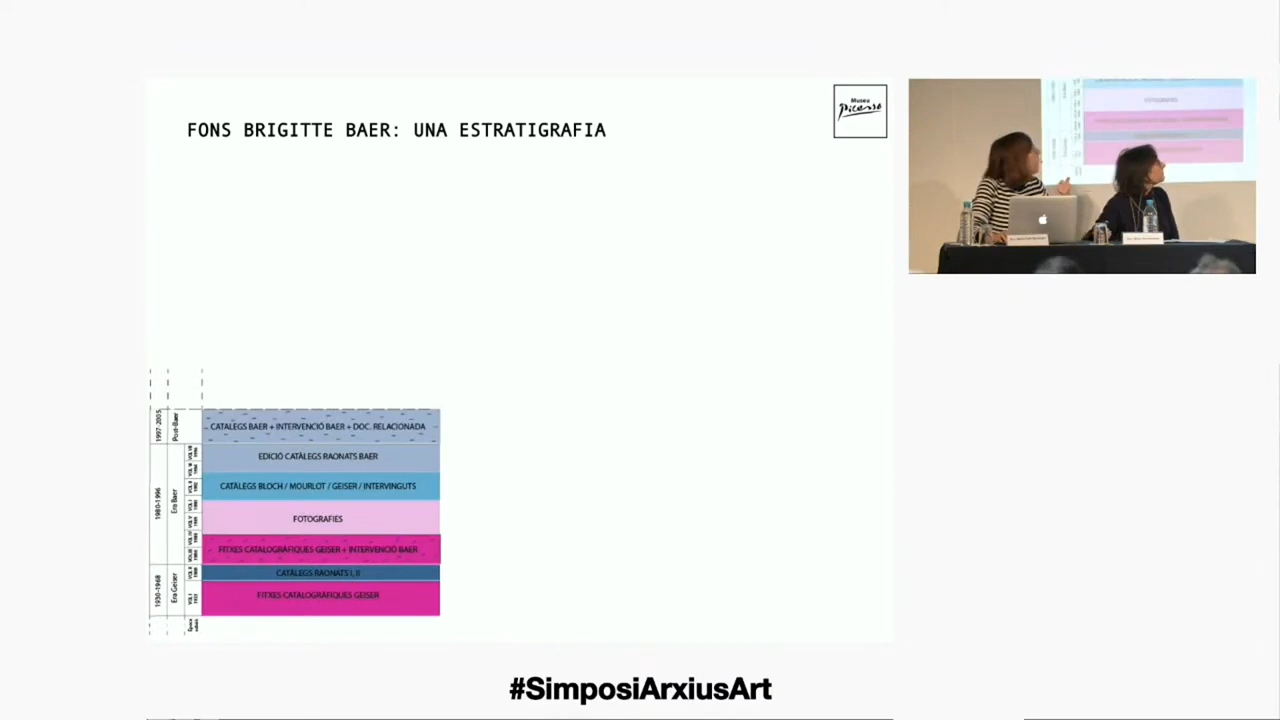 Museu
Picasso
FONS BRIGITTE BAER: UNA ESTRATIGRAFIA
1997-2005
Post-Baer
CATALEGS BAER + INTERVENCIÓ BAER + DOC. RELACIONADA
1980-1996
Era Baer
EDICIÓ CATÀLEGS RAONATS BAER
CATÀLEGS BLOCH / MOURLOT / GEISER / INTERVINGUTS
FOTOGRAFIES
FITXES CATALOGRÀFIQUES GEISER + INTERVENCIÓ BAER
1930-1968
Era Geiser
CATÀLEGS RAONATS I, II
FITXES CATALOGRÀFIQUES GEISER
#SimposiArxiusArt